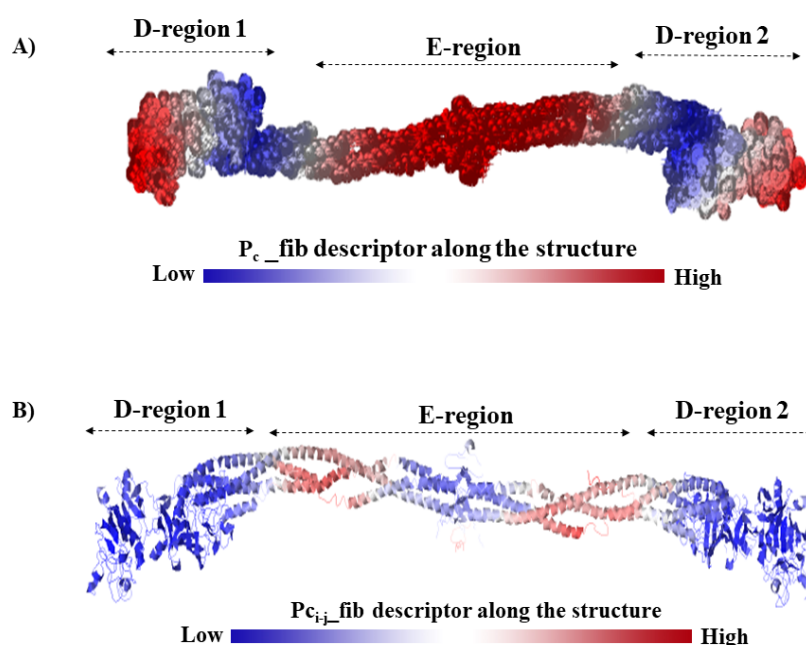 D-region 1
D-region 2
A)
E-region
Pc _fib descriptor along the structure
Low
High
B)
D-region 1
E-region
D-region 2
Pci-j_fib descriptor along the structure
Low
High